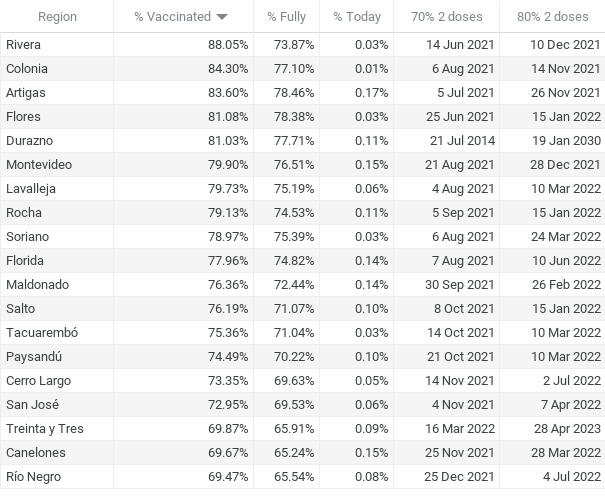 Region % Vaccinated % Fully % Today 70% 2 doses 80% 2 doses
Rivera 88.05% 73.87% 0.03% 14 Jun 2021 10 Dec 2021
Colonia 84.30% 77.10% 0.01% 6 Aug 2021 14 Nov 2021
Artigas 83.60% 78.46% 0.17% 5 Jul 2021 26 Nov 2021
Flores 81.08% 78.38% 0.03% 25 Jun 2021 15 Jan 2022
Durazno 81.03% 77.71% 0.11% 21 Jul 2014 19 Jan 2030
Montevideo 79.90% 76.51% 0.15% 21 Aug 2021 28 Dec 2021
Lavalleja 79.73% 75.19% 0.06% 4 Aug 2021 10 Mar 2022
Rocha 79.13% 74.53% 0.11% 5 Sep 2021 15 Jan 2022
Soriano 78.97% 75.39% 0.03% 6 Aug 2021 24 Mar 2022
Florida 77.96% 74.82% 0.14% 7 Aug 2021 10 Jun 2022
Maldonado 76.36% 72.44% 0.14% 30 Sep 2021 26 Feb 2022
Salto 76.19% 71.07% 0.10% 8 Oct 2021 15 Jan 2022
Tacuarembó 75.36% 71.04% 0.03% 14 Oct 2021 10 Mar 2022
Paysandú 74.49% 70.22% 0.10% 21 Oct 2021 10 Mar 2022
Cerro Largo 73.35% 69.63% 0.05% 14 Nov 2021 2 Jul 2022
San José 72.95% 69.53% 0.06% 4 Nov 2021 7 Apr 2022
Treinta y Tres 69.87% 65.91% 0.09% 16 Mar 2022 28 Apr 2023
Canelones 69.67% 65.24% 0.15% 25 Nov 2021 28 Mar 2022
Río Negro 69.47% 65.54% 0.08% 25 Dec 2021 4 Jul 2022